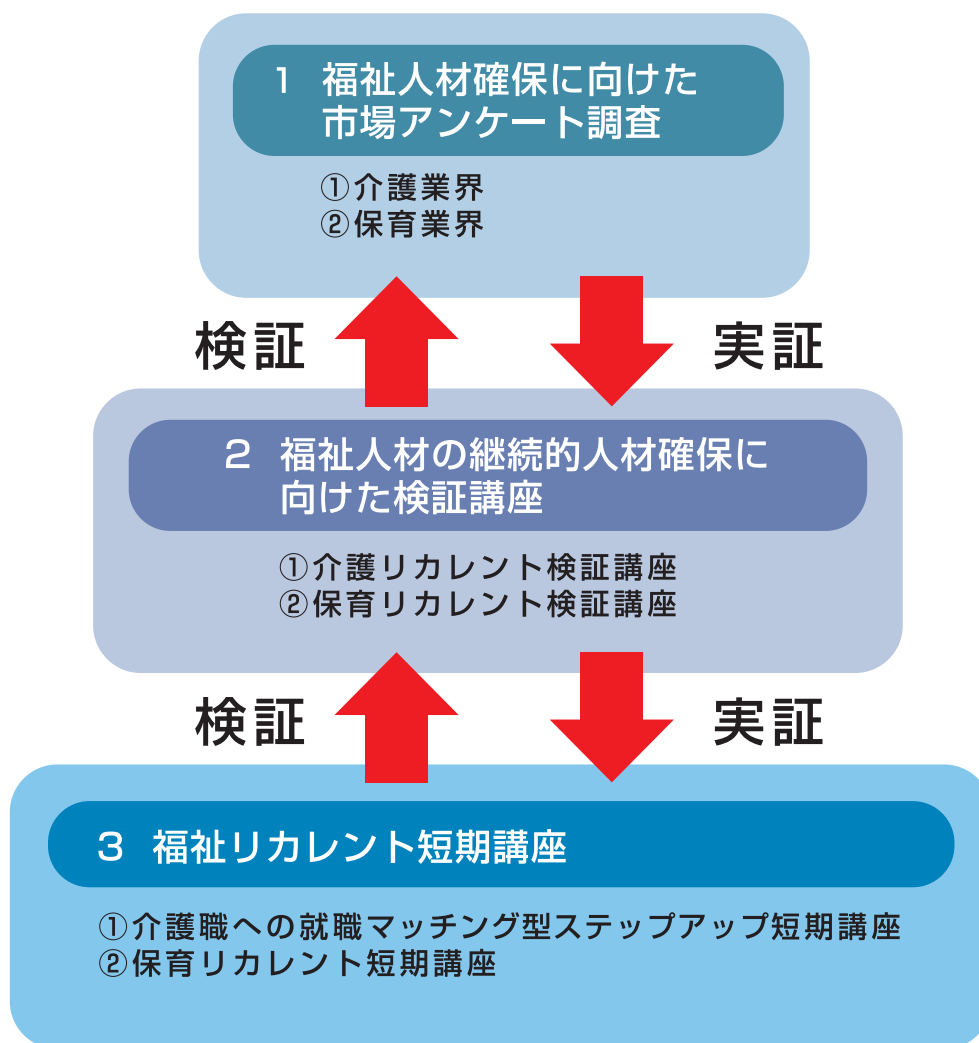 1 福祉人材確保に向けた
市場アンケート調査
①介護業界
②保育業界
検証
実証
2 福祉人材の継続的人材確保に
向けた検証講座
①介護リカレント検証講座
②保育リカレント検証講座
検証
実証
3 福祉リカレント短期講座
①介護職への就職マッチング型ステップアップ短期講座
②保育リカレント短期講座